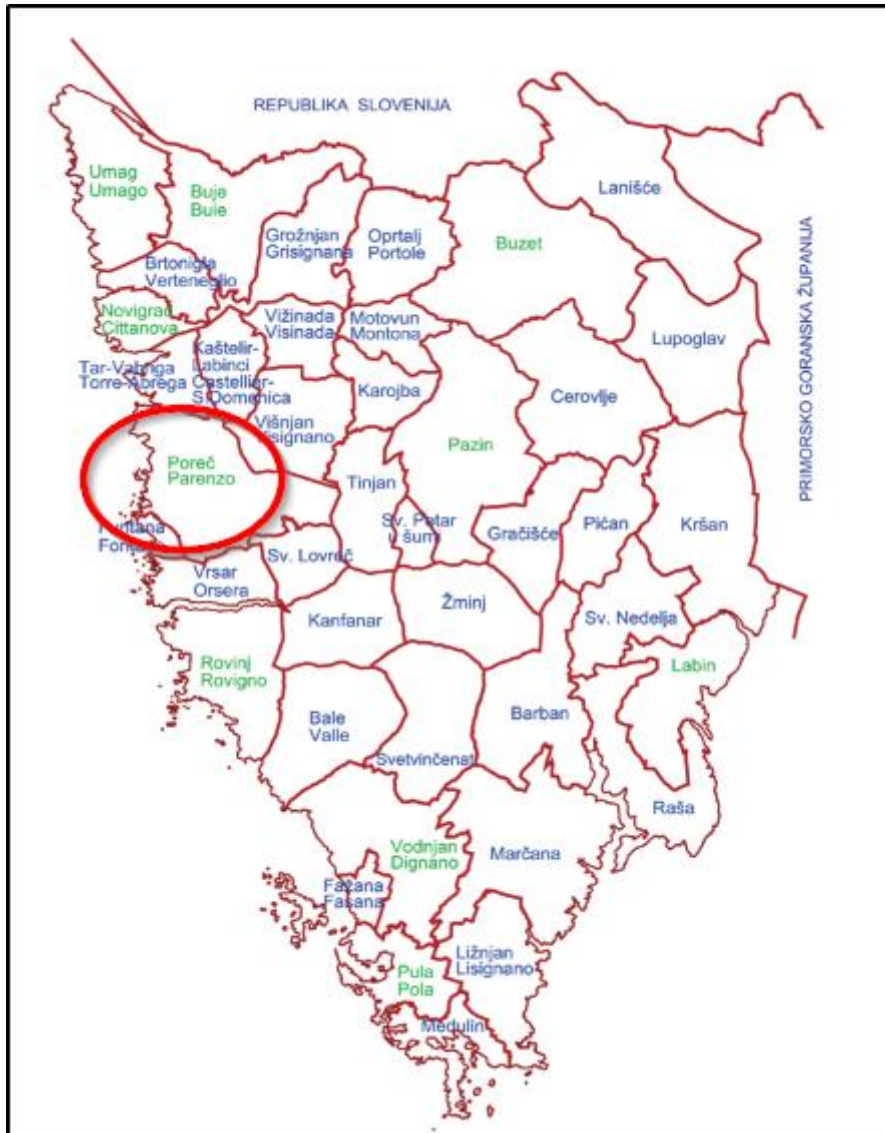 REPUBLIKA SLOVENIJA
Umag
Umago
Buje
Buie
Lanišće
Grožnjan
Grisignana
Oprtalj
Portole
Buzet
Brtonigla
Verteneglio
Novigrad
Cittanova
Vižinada
Visinada
Motovun
Montona
Lupoglav
PRIMORSKO GORANSKA ŽUPANIJA
Tar-Vabriga
Torre-Abrega
Kaštelir-
Labinci
Castellier-
S.Domenica
Karojba
Cerovlje
Višnjan
Visignano
Pazin
Poreč
Parenzo
Tinjan
Sv. Petar
u šumi
Gračišće
Pićan
Kršan
Funtana
Fontane
Sv. Lovreč
Vrsar
Orsera
Kanfanar
Žminj
Sv. Nedelja
Rovinj
Rovigno
Labin
Bale
Valle
Barban
Svetvinčenat
Raša
Vodnjan
Dignano
Marčana
Fažana
Fašana
Ližnjan
Lisignano
Pula
Pola
Medulin